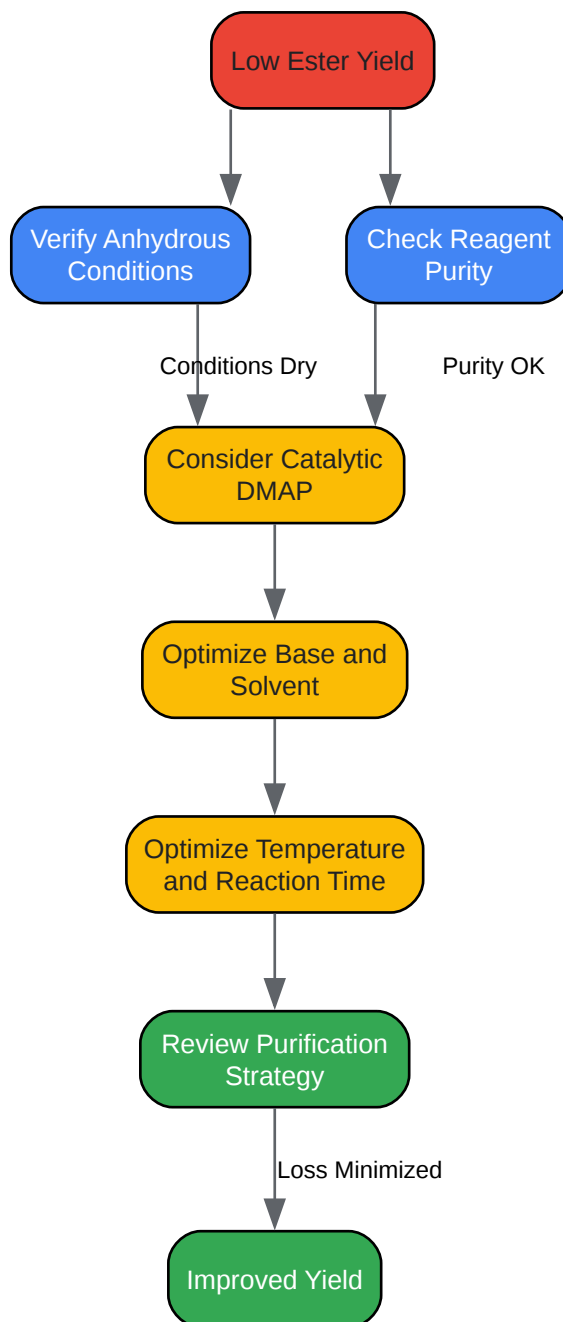 Low Ester Yield
Verify Anhydrous
Conditions
Check Reagent
Purity
Conditions Dry
Purity OK
Consider Catalytic
DMAP
Optimize Base and
Solvent
Optimize Temperature
and Reaction Time
Review Purification
Strategy
Loss Minimized
Improved Yield